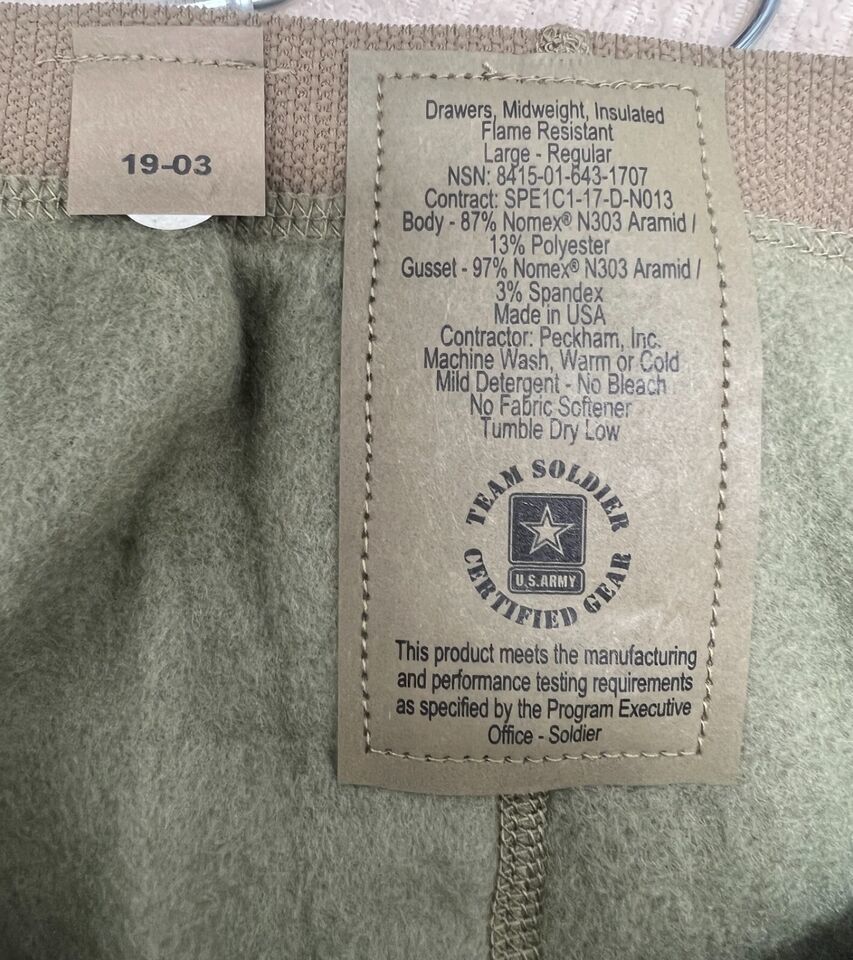 19-03
Drawers, Midweight, Insulated
Flame Resistant
Large - Regular
NSN: 8415-01-643-1707
Contract: SPE1C1-17-D-N013
Body - 87% Nomex® N303 Aramid /
13% Polyester
Gusset - 97% Nomex® N303 Aramid /
3% Spandex
Made in USA
Contractor: Peckham, Inc.
Machine Wash, Warm or Cold
Mild Detergent - No Bleach
No Fabric Softener
Tumble Dry Low
TEAM SOLDIER
U.S.ARMY
CERTIFIED GEAR
This product meets the manufacturing
and performance testing requirements
as specified by the Program Executive
Office - Soldier